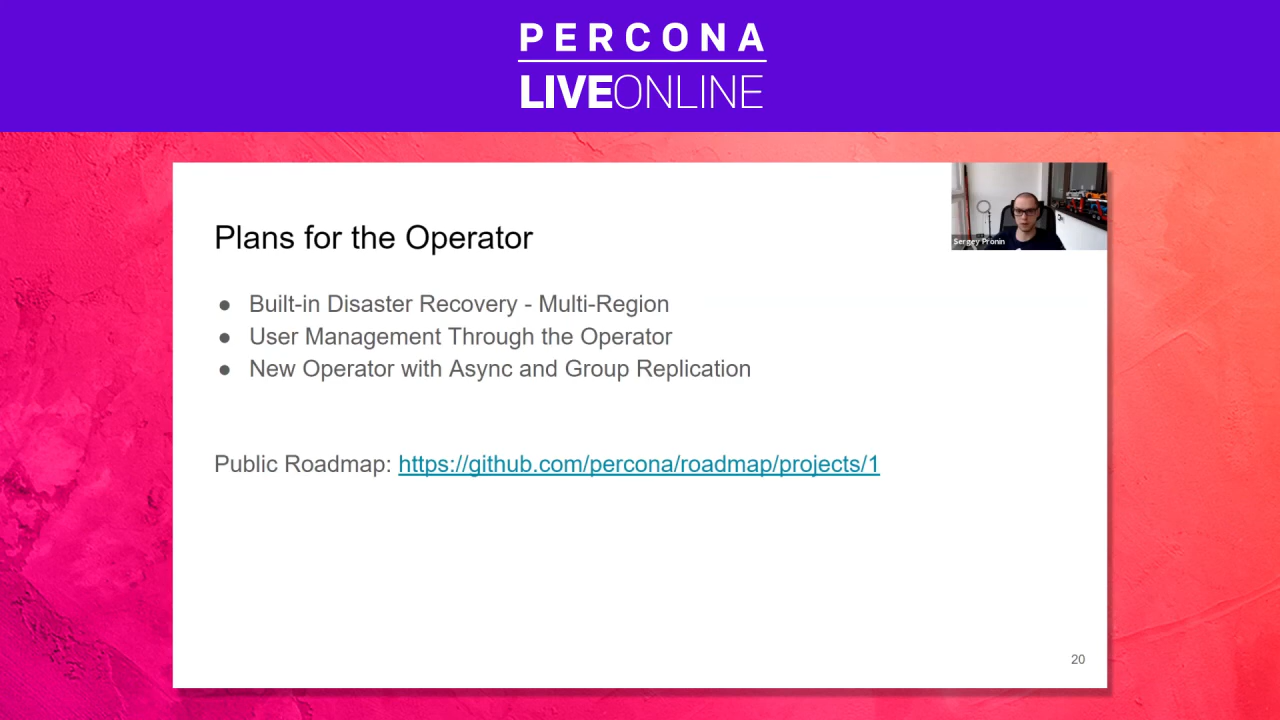 PERCONA
LIVEONLINE
Sergey Pronin
Plans for the Operator
● Built-in Disaster Recovery - Multi-Region
● User Management Through the Operator
● New Operator with Async and Group Replication
Public Roadmap: https://github.com/percona/roadmap/projects/1
20